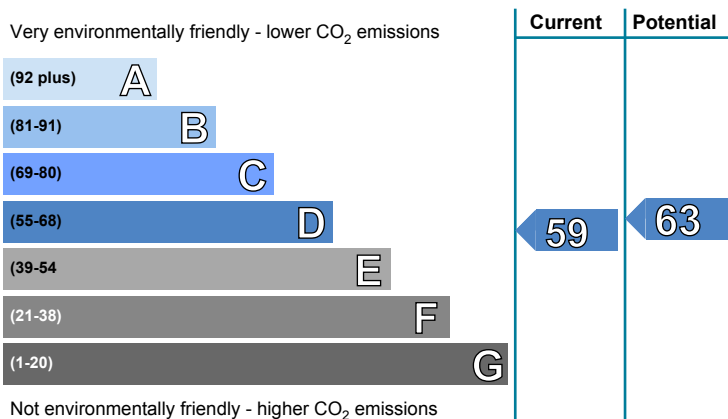 Current Potential
Very environmentally friendly - lower CO2 emissions
(92 plus) A
(81-91) B
(69-80) C
(55-68) D
59 63
(39-54 E
(21-38) F
(1-20) G
Not environmentally friendly - higher CO2 emissions